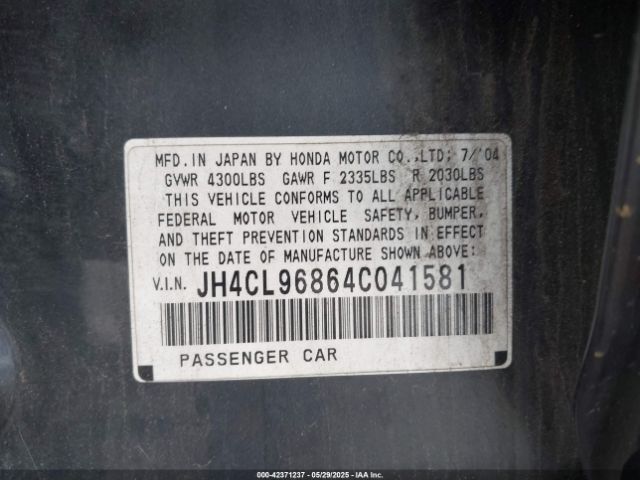 MFD. IN JAPAN BY HONDA MOTOR CO.,LTD; 7/'04
GVWR 4300LBS GAWR F 2335LBS R 2030LBS
THIS VEHICLE CONFORMS TO ALL APPLICABLE
FEDERAL MOTOR VEHICLE SAFETY, BUMPER,
AND THEFT PREVENTION STANDARDS IN EFFECT
ON THE DATE OF MANUFACTURE SHOWN ABOVE:
V.I.N. JH4CL96864C041581
PASSENGER CAR
000-42371237 - 05/29/2025 - IAAI.COM